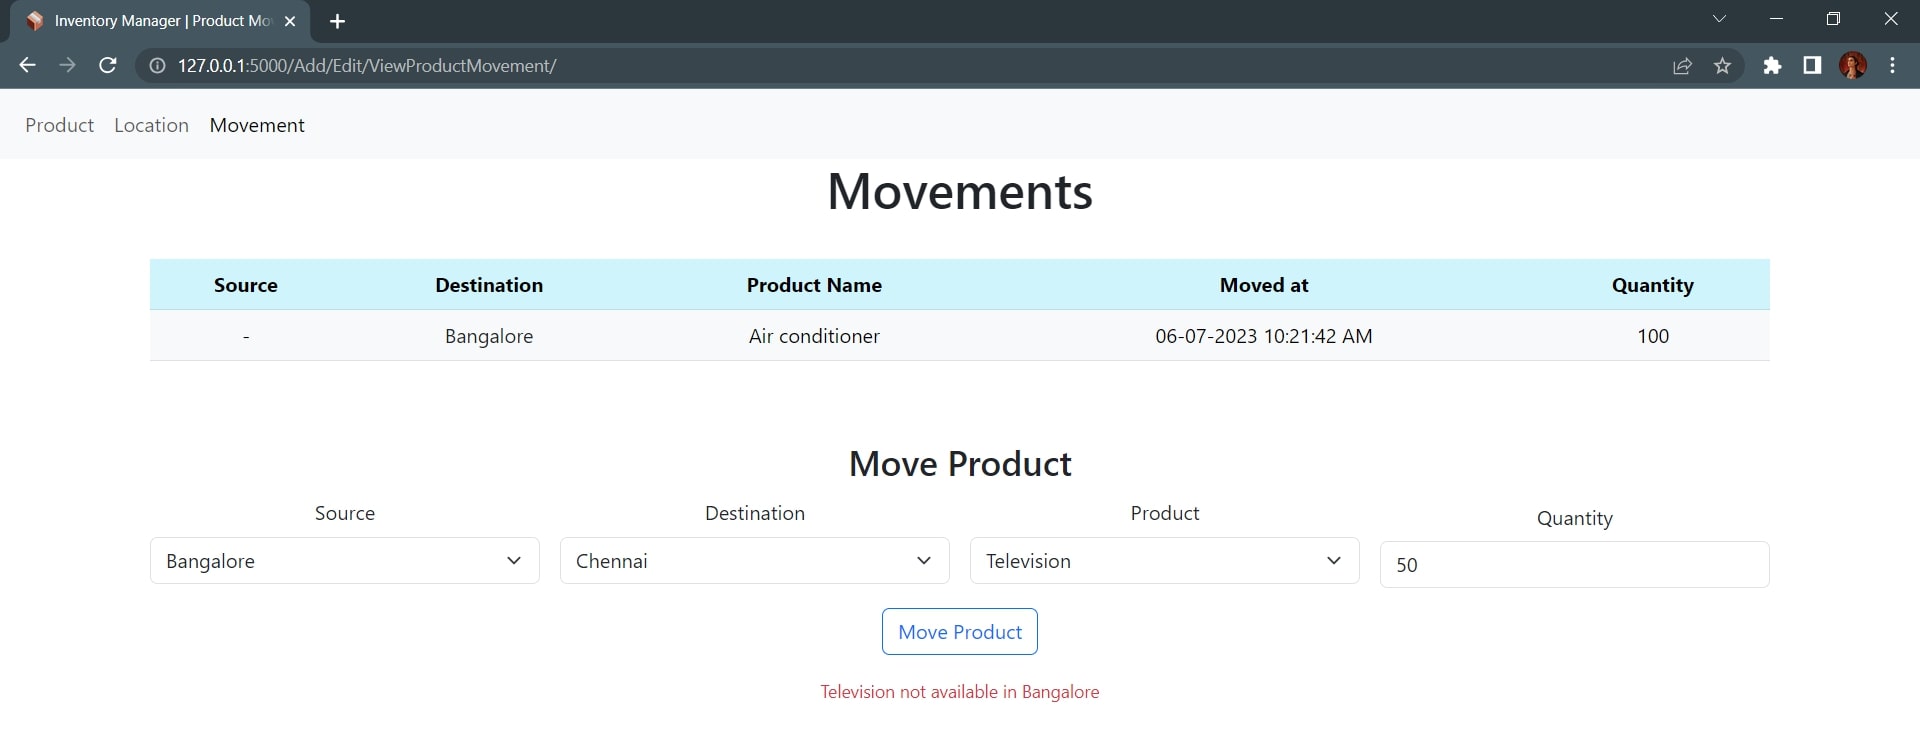 Inventory Manager | Product Mo
127.0.0.1:5000/Add/Edit/ViewProductMovement/
Product Location Movement
Movements
Source Destination Product Name Moved at Quantity
- Bangalore Air conditioner 06-07-2023 10:21:42 AM 100
Move Product
Source Destination Product Quantity
Bangalore Chennai Television 50
Move Product
Television not available in Bangalore